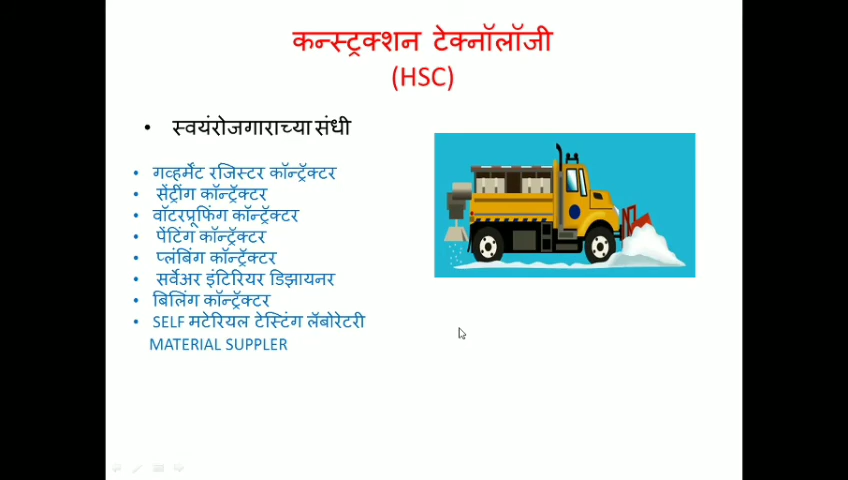 कन्स्ट्रक्शन टेक्नॉलॉजी
(HSC)
• स्वयंरोजगाराच्या संधी
• गव्हर्मेंट रजिस्टर कॉन्ट्रॅक्टर
• सेंट्रींग कॉन्ट्रॅक्टर
• वॉटरप्रूफिंग कॉन्ट्रॅक्टर
• पेंटिंग कॉन्ट्रॅक्टर
• प्लंबिंग कॉन्ट्रॅक्टर
• सर्वेअर इंटिरियर डिझायनर
• बिलिंग कॉन्ट्रॅक्टर
• SELF मटेरियल टेस्टिंग लॅबोरेटरी
MATERIAL SUPPLER